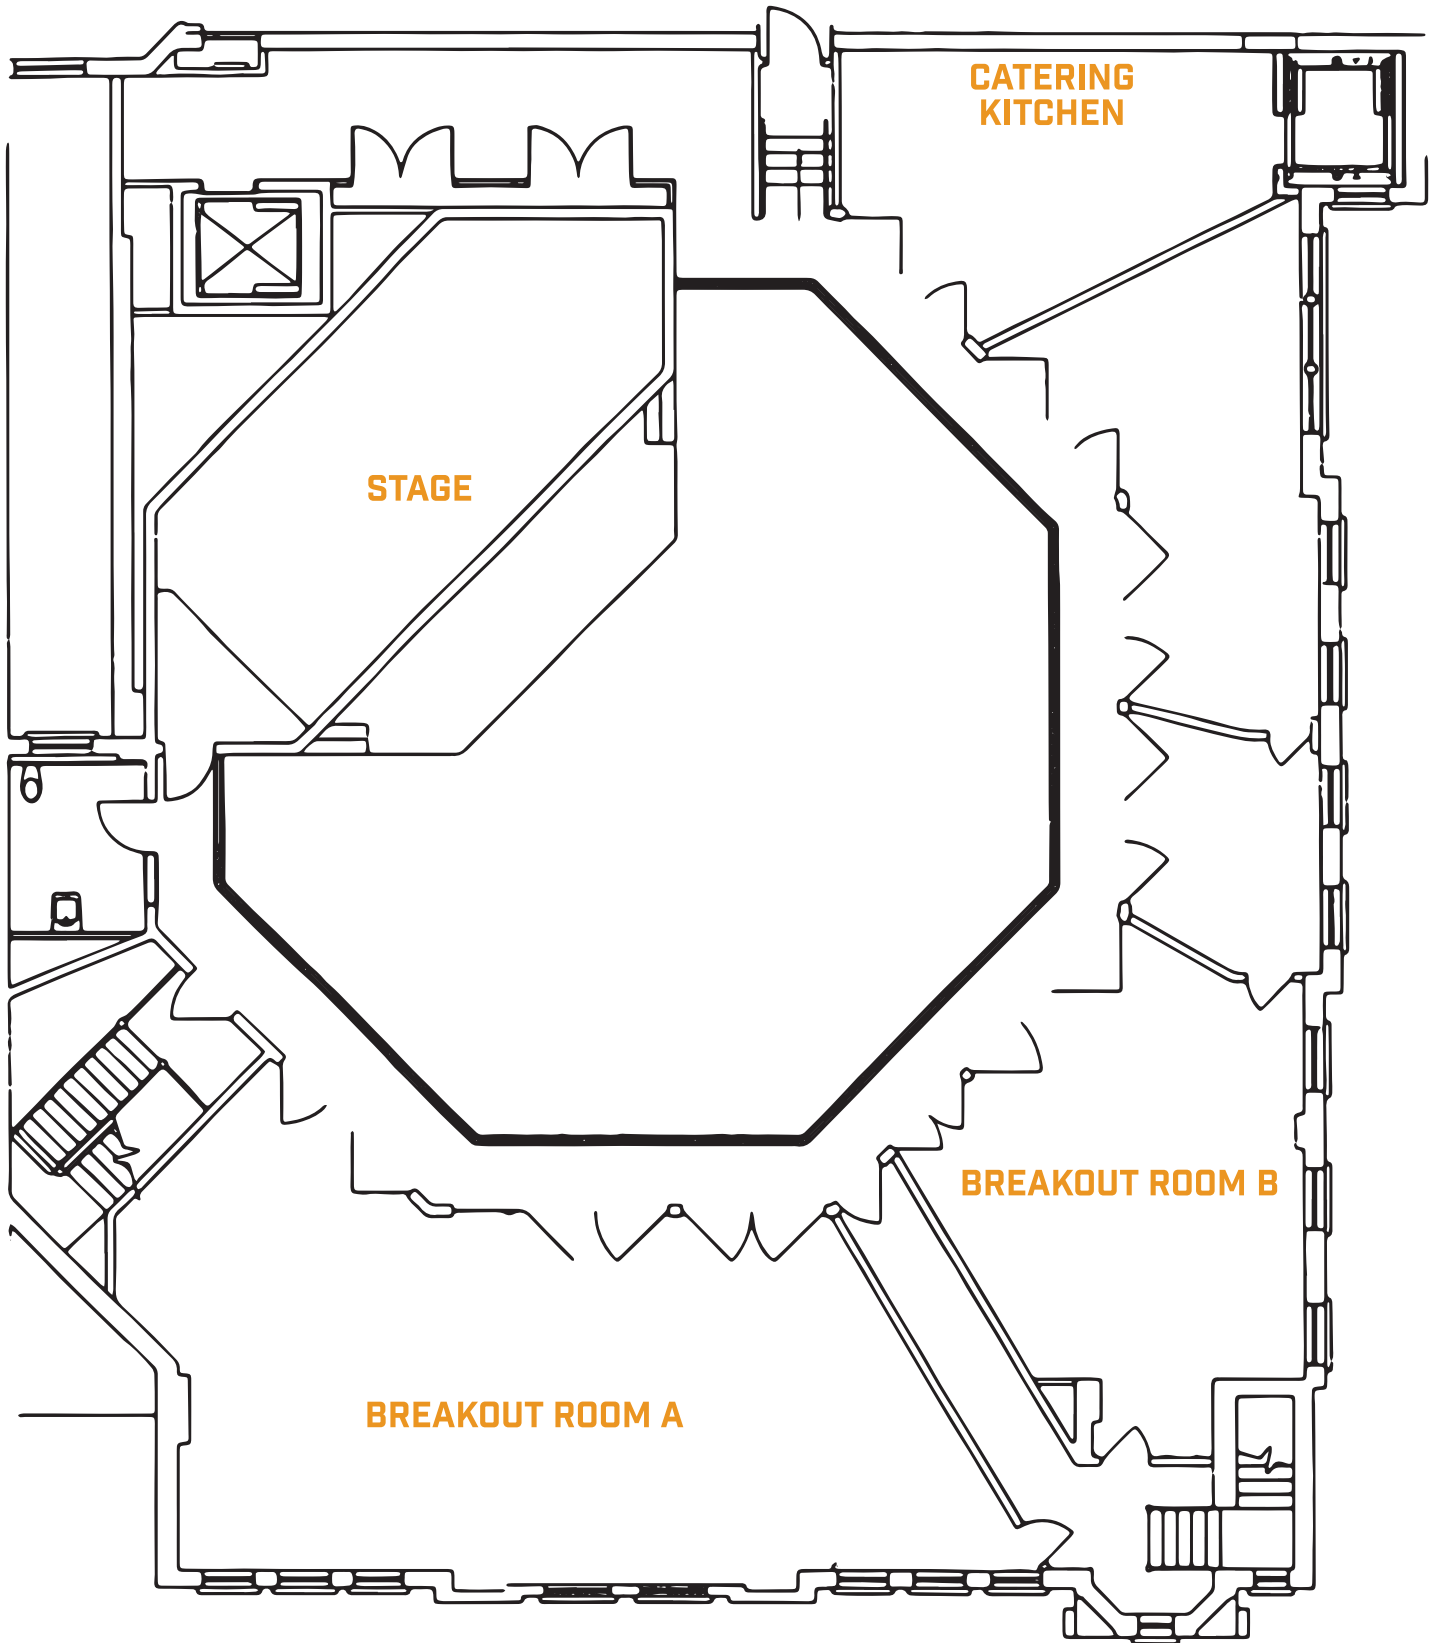 CATERING
KITCHEN
STAGE
BREAKOUT ROOM B
BREAKOUT ROOM A